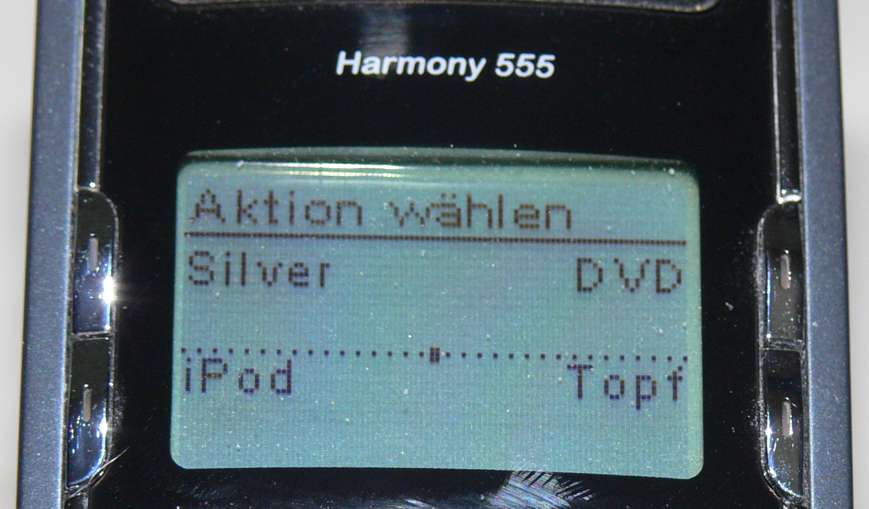 Harmony 555
Aktion wählen
Silver DVD
iPod Topf